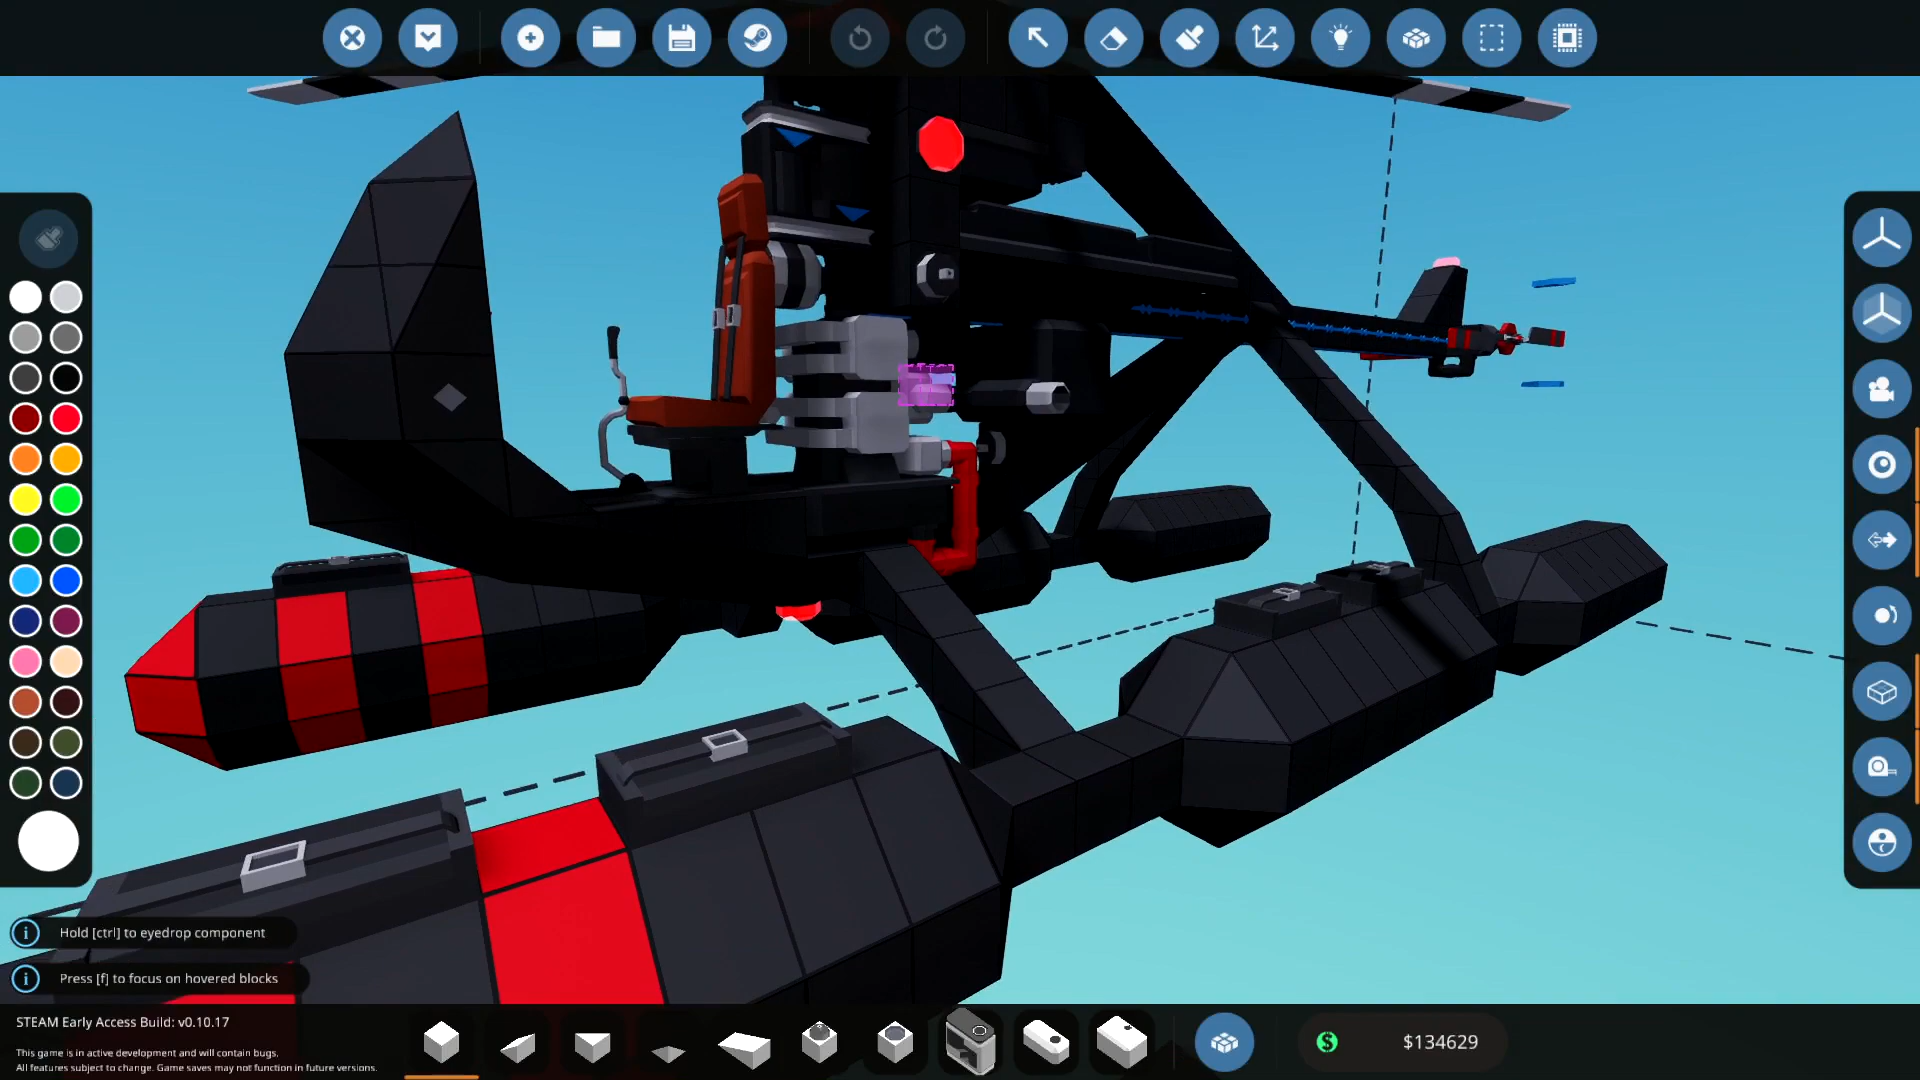 Hold [ctrl] to eyedrop component
Press [f] to focus on hovered blocks
STEAM Early Access Build: v0.10.17
This game is in active development and will contain bugs.
All features subject to change. Game saves may not function in future versions.
$134629